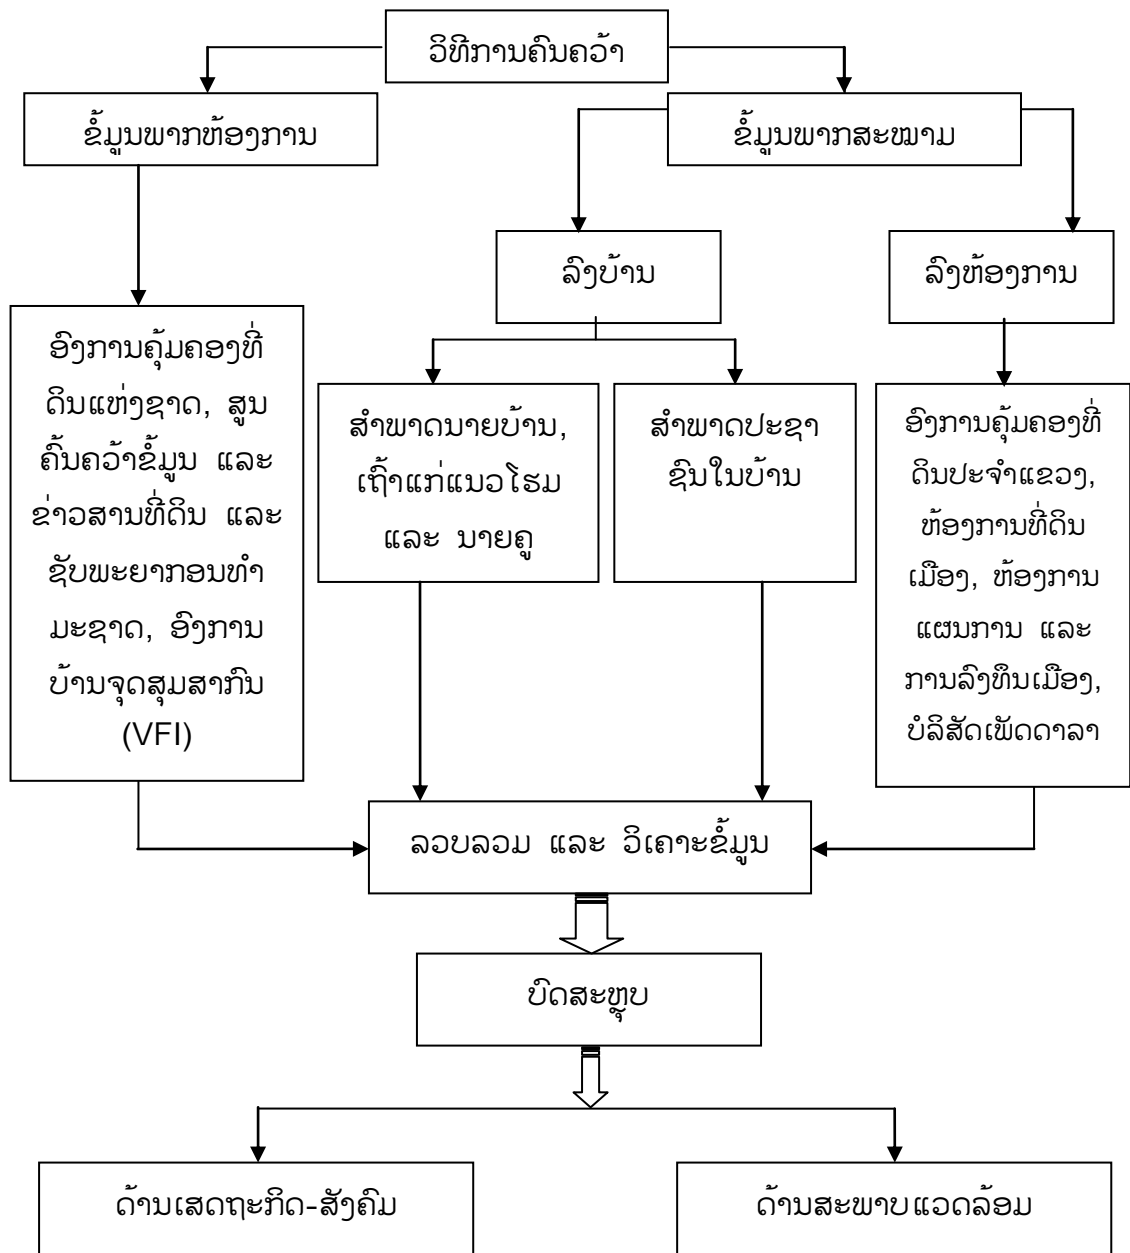 ວິທີການຄົນຄວ້າ
ຂໍ້ມູນພາກຫ້ອງການ
ຂໍ້ມູນພາກສະໜາມ
ລົງບ້ານ
ລົງຫ້ອງການ
ອົງການຄຸ້ມຄອງທີ່
ດິນແຫ່ງຊາດ, ສູນ
ຄົ້ນຄວ້າຂໍ້ມູນ ແລະ
ຂ່າວສານທີ່ດິນ ແລະ
ຊັບພະຍາກອນທຳ
ມະຊາດ, ອົງການ
ບ້ານຈຸດສຸມສາກົນ
(VFI)
ສຳພາດນາຍບ້ານ,
ເຖົ້າແກ່ແນວໂຮມ
ແລະ ນາຍຄູ
ສຳພາດປະຊາ
ຊົນໃນບ້ານ
ອົງການຄຸ້ມຄອງທີ່
ດິນປະຈຳແຂວງ,
ຫ້ອງການທີ່ດິນ
ເມືອງ, ຫ້ອງການ
ແຜນການ ແລະ
ການລົງທຶນເມືອງ,
ບໍລິສັດເພັດດາລາ
ລວບລວມ ແລະ ວິເຄາະຂໍ້ມູນ
ບົດສະຫຼຸບ
ດ້ານເສດຖະກິດ-ສັງຄົມ
ດ້ານສະພາບແວດລ້ອມ